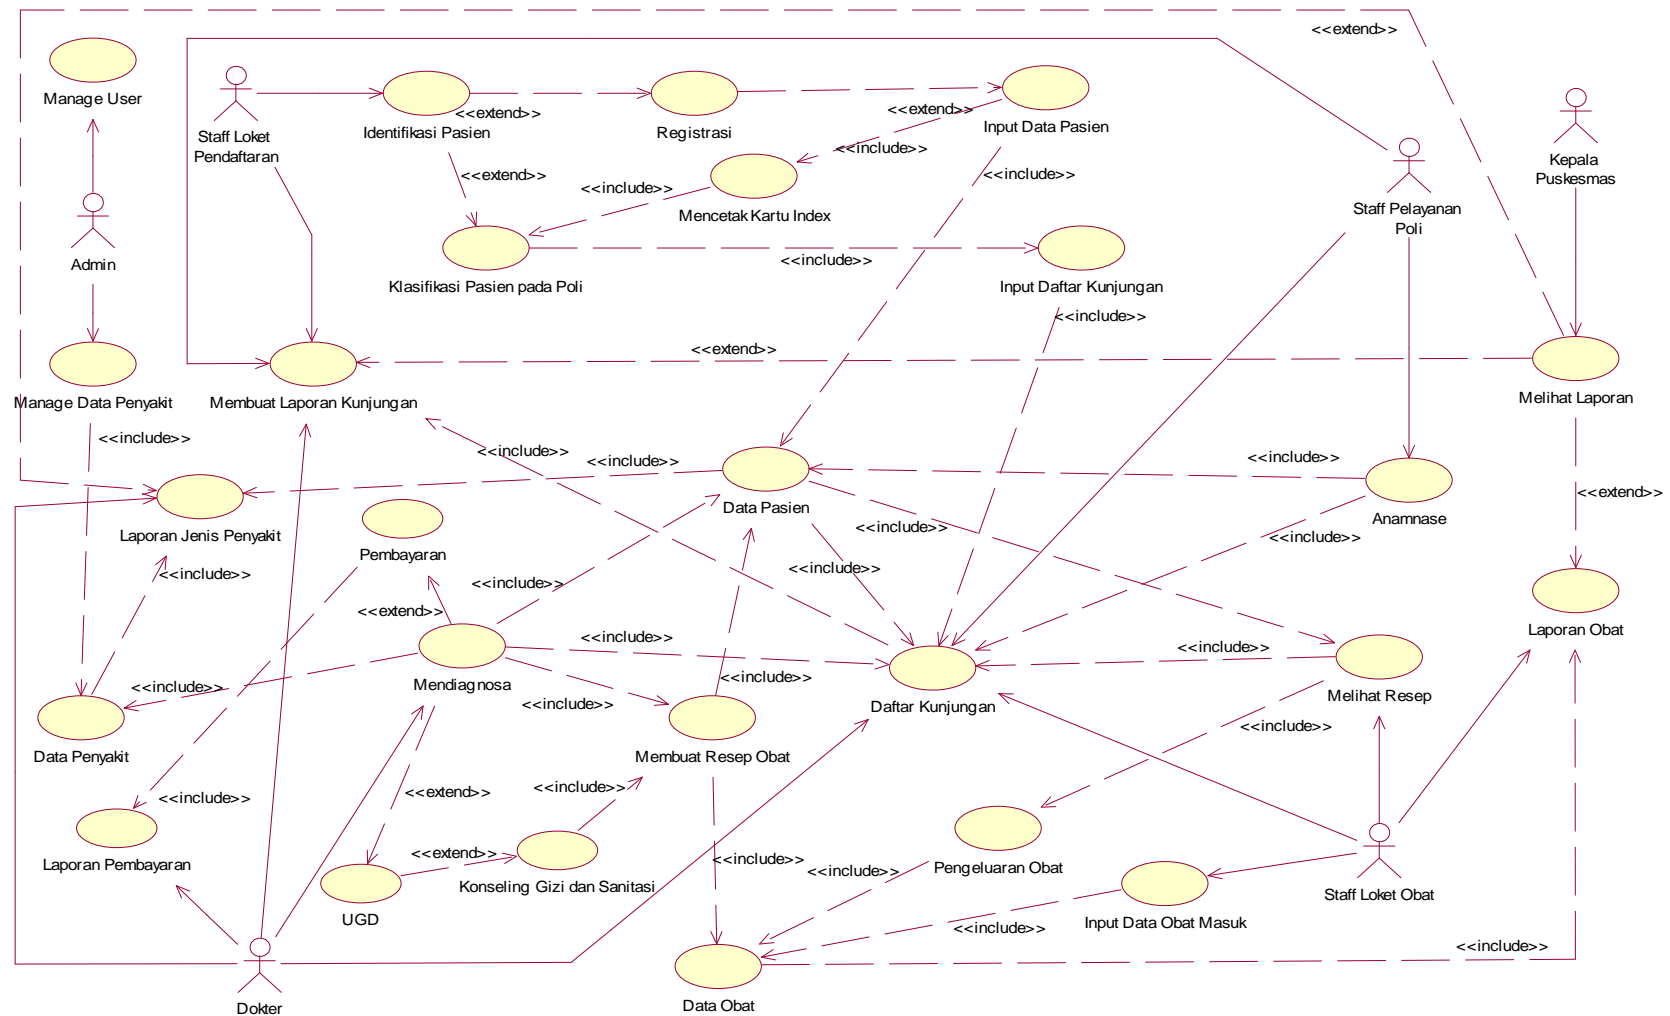 <<extend>>
Manage User
Staff Loket
Pendaftaran
Identifikasi Pasien
<<extend>>
Registrasi
<<extend>>
Input Data Pasien
Kepala
Puskesmas
<<include>>
<<extend>>
<<include>>
Mencetak Kartu Index
<<include>>
Staff Pelayanan
Poli
Admin
Klasifikasi Pasien pada Poli
<<include>>
Input Daftar Kunjungan
<<include>>
<<extend>>
Manage Data Penyakit
Membuat Laporan Kunjungan
Melihat Laporan
<<include>>
<<include>>
<<include>>
<<include>>
<<extend>>
Laporan Jenis Penyakit
Data Pasien
Anamnase
Pembayaran
<<include>>
<<include>>
<<include>>
<<include>>
<<include>>
<<extend>>
<<include>>
<<include>>
Laporan Obat
Mendiagnosa
<<include>>
<<include>>
<<include>>
Daftar Kunjungan
Melihat Resep
<<include>>
Data Penyakit
Membuat Resep Obat
<<include>>
<<extend>>
<<include>>
<<include>>
Laporan Pembayaran
<<extend>>
Konseling Gizi dan Sanitasi
<<include>>
<<include>>
Pengeluaran Obat
UGD
Input Data Obat Masuk
Staff Loket Obat
<<include>>
<<include>>
Dokter
Data Obat